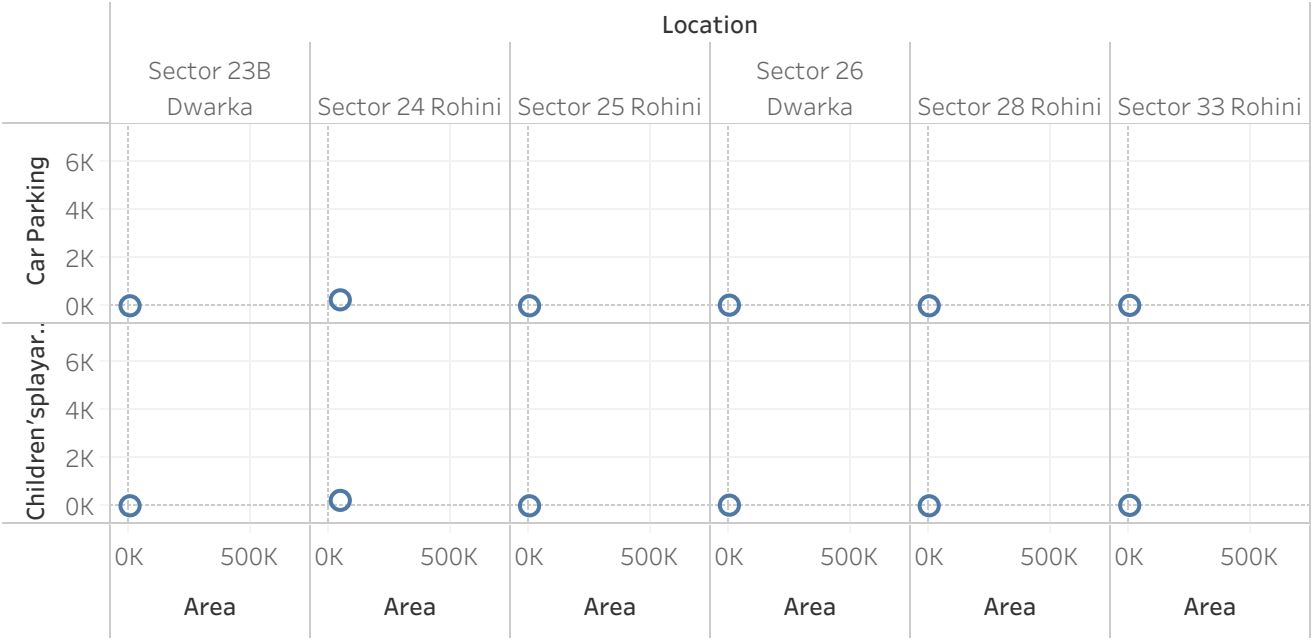 Location
Sector 23B
Dwarka
Sector 24 Rohini
Sector 25 Rohini
Sector 26
Dwarka
Sector 28 Rohini
Sector 33 Rohini
Car Parking
6K
4K
2K
0K
Children'splayar..
6K
4K
2K
0K
0K 500K 0K 500K 0K 500K 0K 500K 0K 500K 0K 500K
Area Area Area Area Area Area